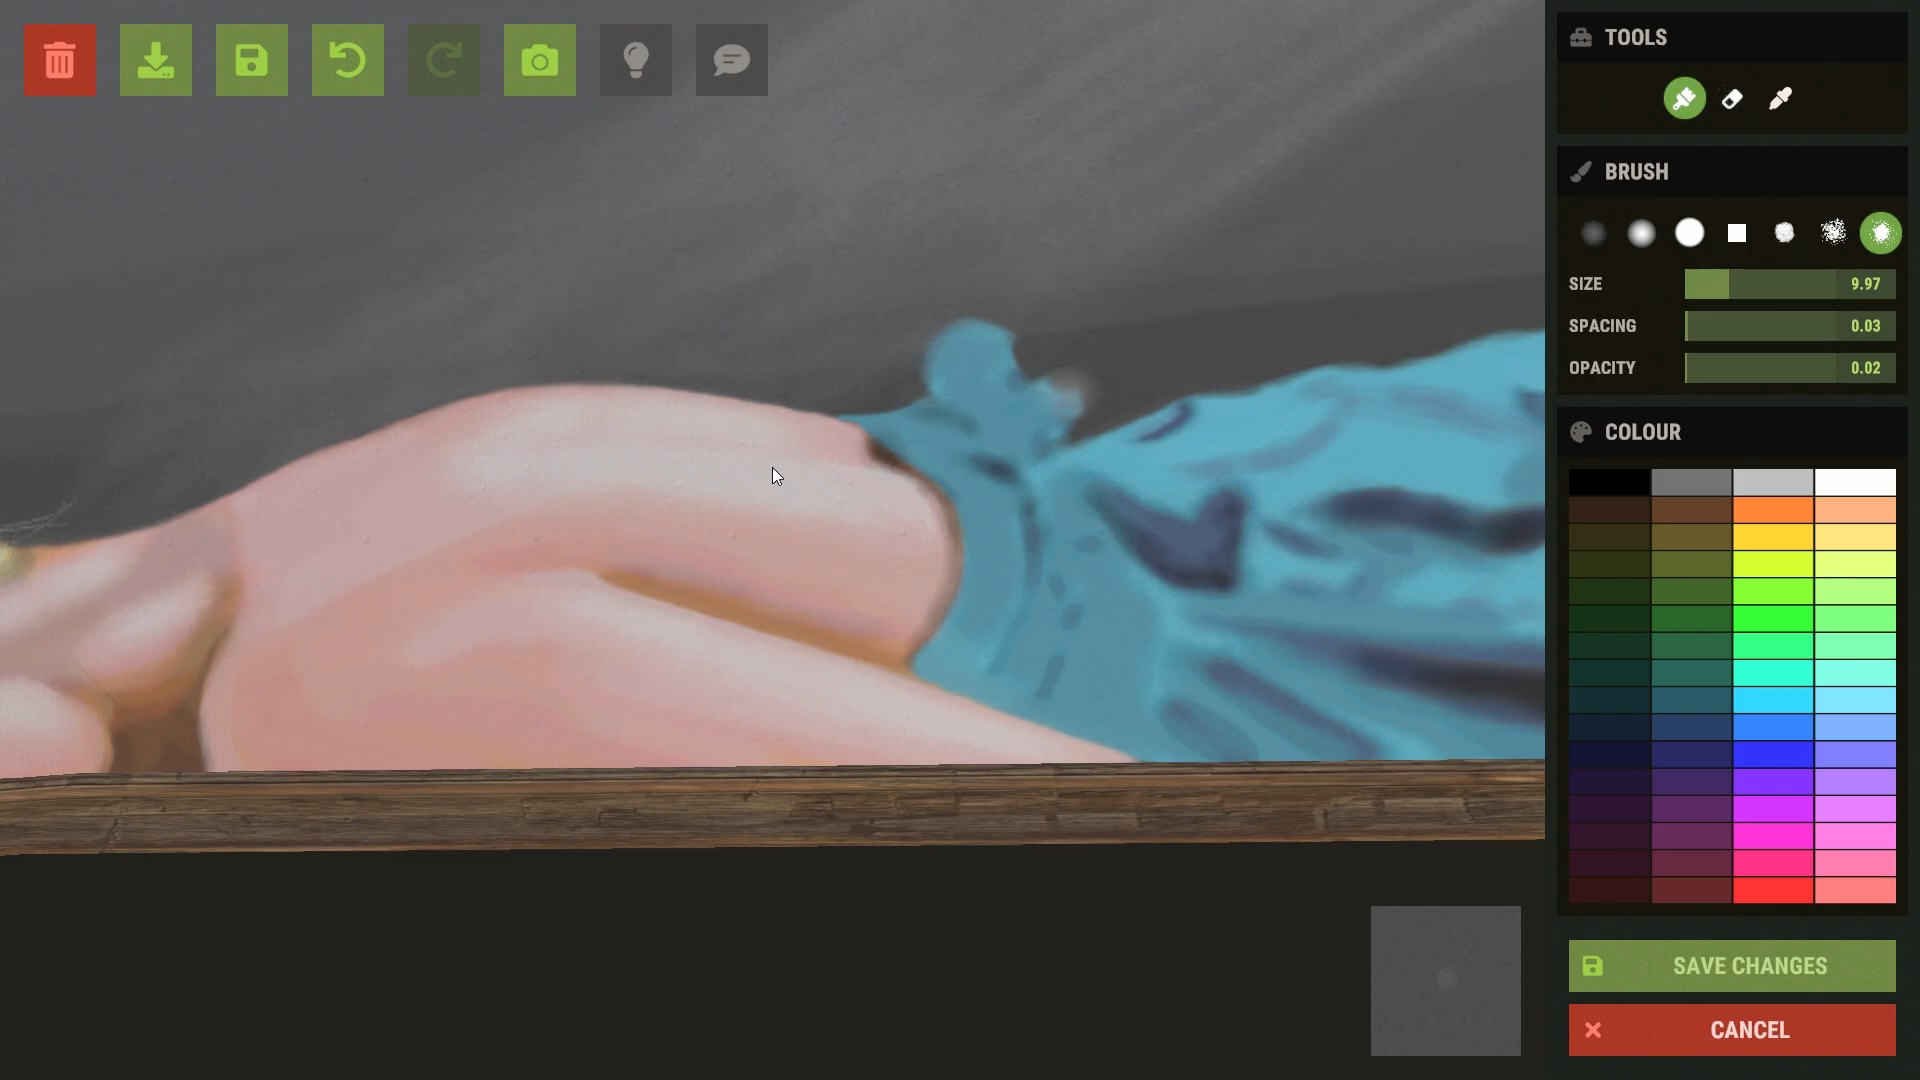 TOOLS
BRUSH
SIZE 9.97
SPACING 0.03
OPACITY 0.02
COLOUR
SAVE CHANGES
CANCEL